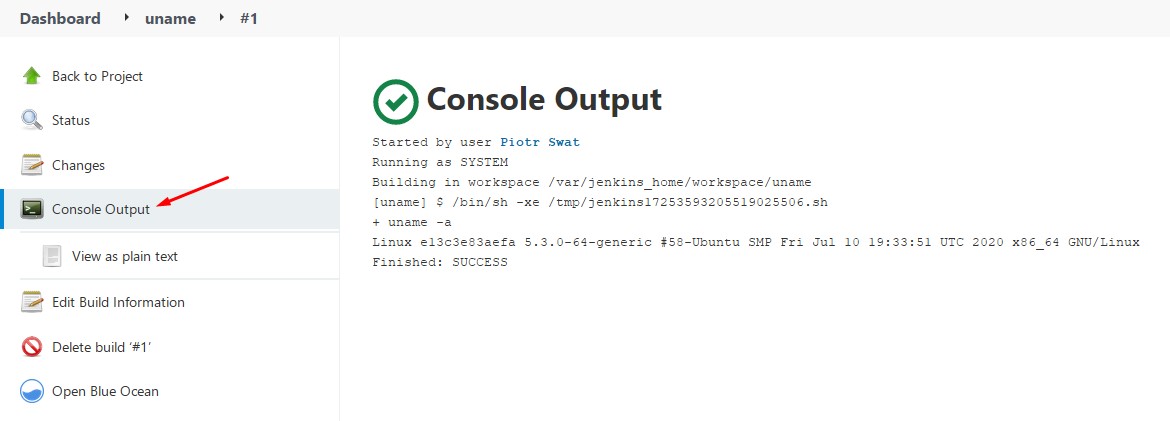 Dashboard ‣ uname ‣ #1
Back to Project
Status
Changes
Console Output
View as plain text
Edit Build Information
Delete build ‘#1’
Open Blue Ocean
Console Output
Started by user Piotr Swat
Running as SYSTEM
Building in workspace /var/jenkins_home/workspace/uname
[uname] $ /bin/sh -xe /tmp/jenkins17253593205519025506.sh
+ uname -a
Linux e13c3e83aefa 5.3.0-64-generic #58-Ubuntu SMP Fri Jul 10 19:33:51 UTC 2020 x86_64 GNU/Linux
Finished: SUCCESS